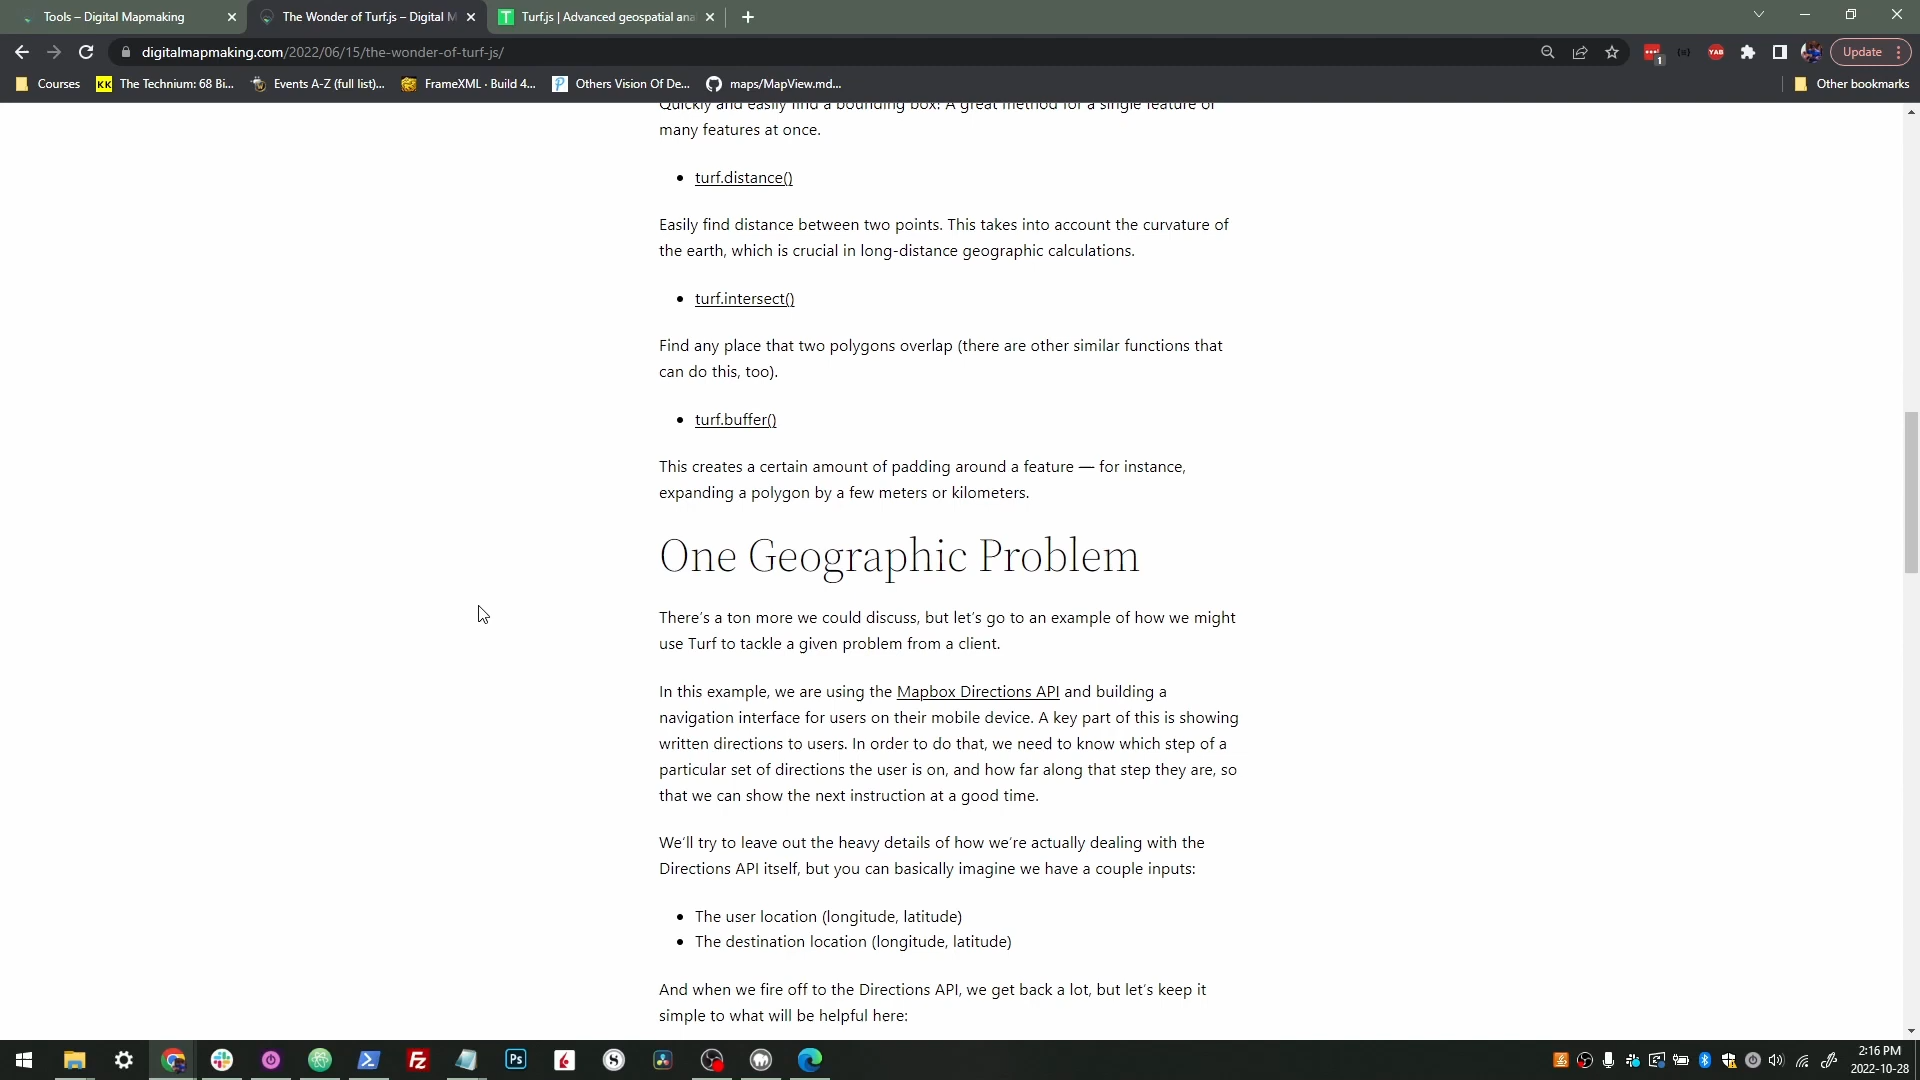 Tools – Digital Mapmaking
The Wonder of Turf.js – Digital M
Turf.js | Advanced geospatial ana
digitalmapmaking.com/2022/06/15/the-wonder-of-turf-js/
Update
Courses
The Technium: 68 Bi...
Events A-Z (full list)...
FrameXML · Build 4...
Others Vision Of De...
maps/MapView.md...
Other bookmarks
Quickly and easily find a bounding box! A great method for a single feature or
many features at once.
• turf.distance()
Easily find distance between two points. This takes into account the curvature of
the earth, which is crucial in long-distance geographic calculations.
• turf.intersect()
Find any place that two polygons overlap (there are other similar functions that
can do this, too).
• turf.buffer()
This creates a certain amount of padding around a feature — for instance,
expanding a polygon by a few meters or kilometers.
One Geographic Problem
There's a ton more we could discuss, but let's go to an example of how we might
use Turf to tackle a given problem from a client.
In this example, we are using the Mapbox Directions API and building a
navigation interface for users on their mobile device. A key part of this is showing
written directions to users. In order to do that, we need to know which step of a
particular set of directions the user is on, and how far along that step they are, so
that we can show the next instruction at a good time.
We'll try to leave out the heavy details of how we're actually dealing with the
Directions API itself, but you can basically imagine we have a couple inputs:
• The user location (longitude, latitude)
• The destination location (longitude, latitude)
And when we fire off to the Directions API, we get back a lot, but let's keep it
simple to what will be helpful here:
2:16 PM
2022-10-28